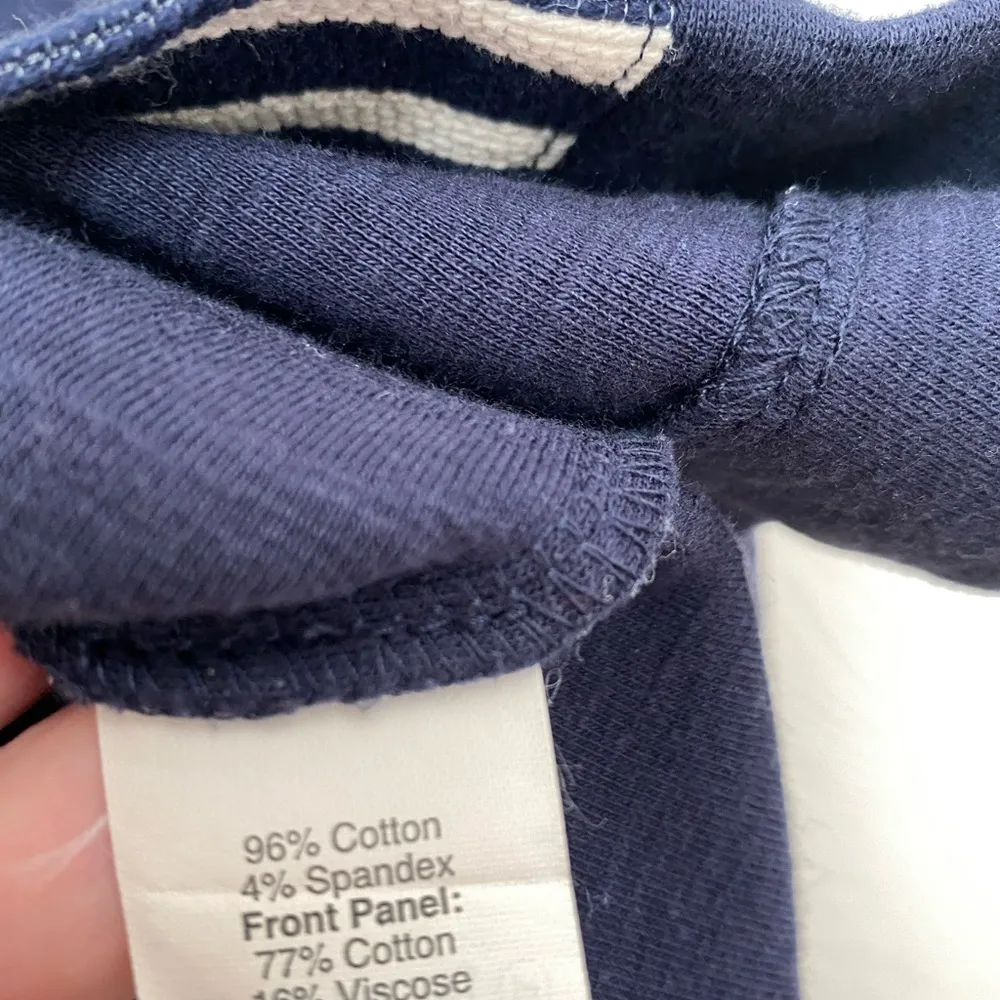 96% Cotton
4% Spandex
Front Panel:
77% Cotton
16% Viscose